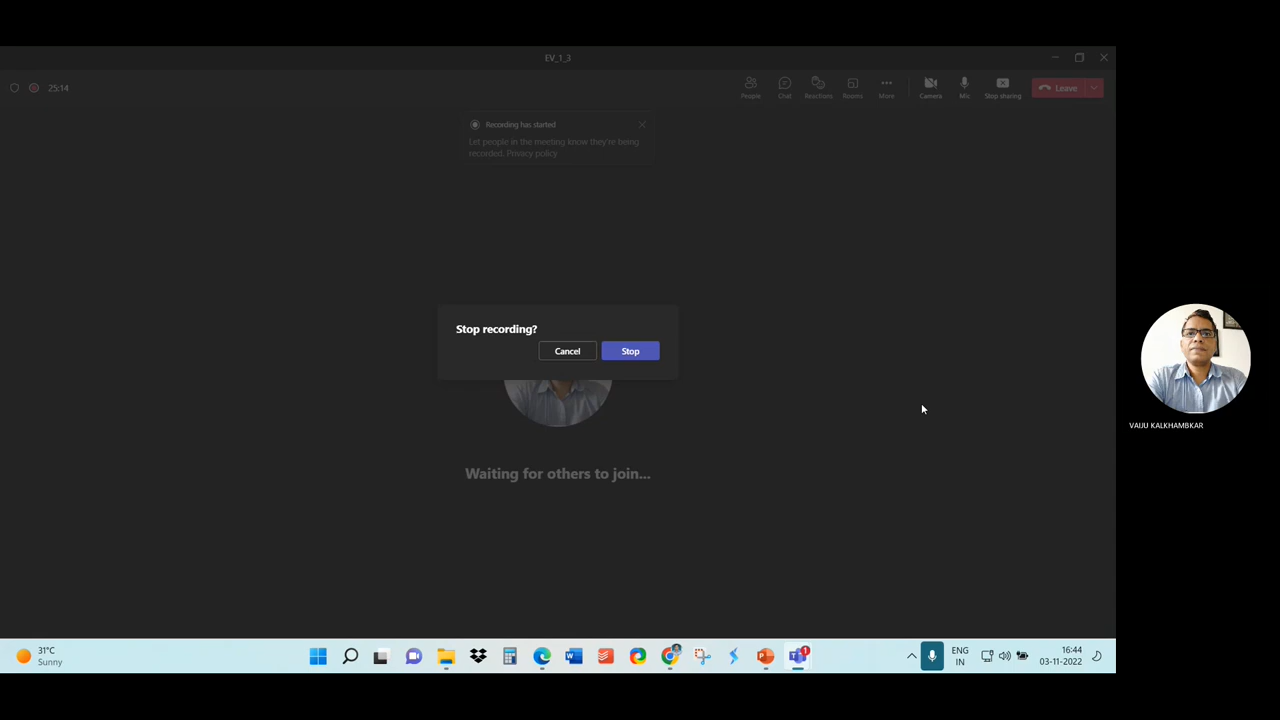 EV_1_3
25:14
People
Chat
Reactions
Rooms
More
Camera
Mic
Stop sharing
Leave
Recording has started
Let people in the meeting know they're being
recorded. Privacy policy
Stop recording?
Cancel
Stop
VAIJU KALKHAMBKAR
Waiting for others to join...
31°C
Sunny
1
ENG
IN
16:44
03-11-2022